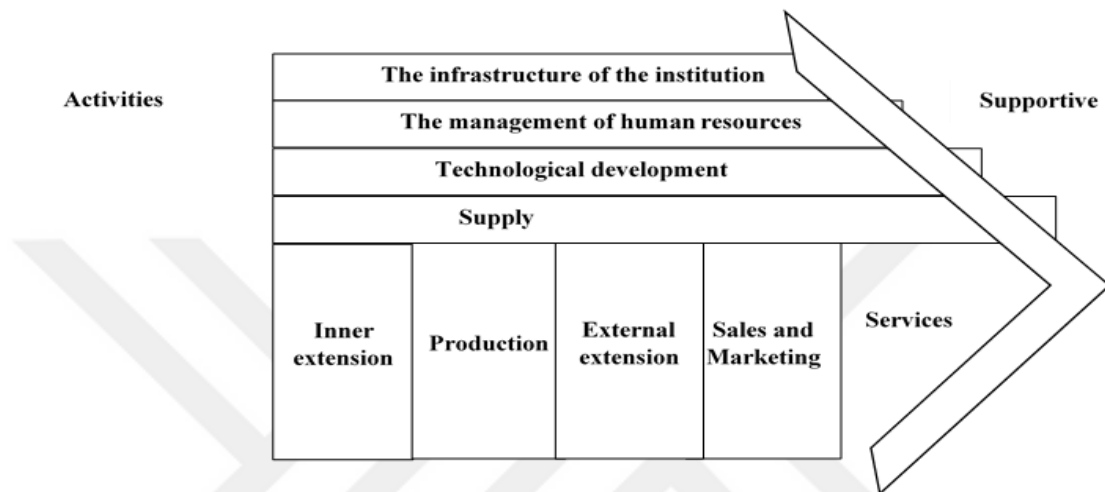 The infrastructure of the institution
Activities
Supportive
The management of human resources
Technological development
Supply
Inner
extension
Production
External
extension
Sales and
Marketing
Services